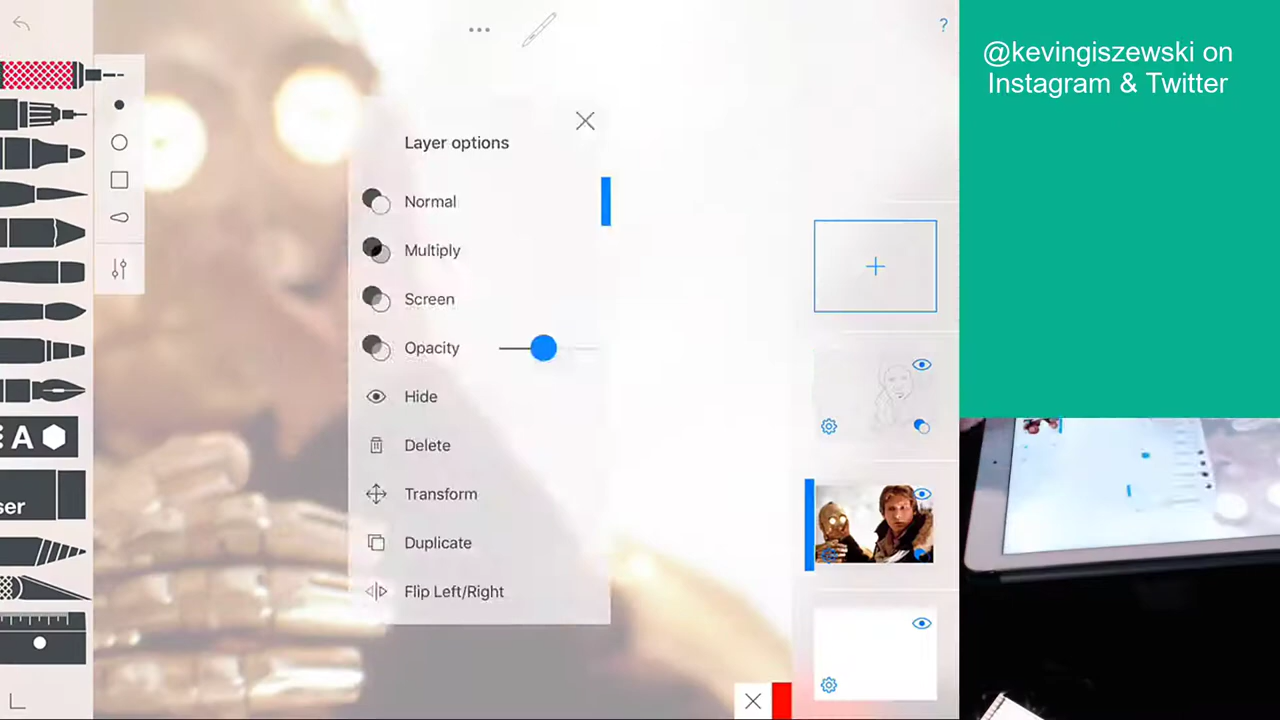 ?
@kevingiszewski on
Instagram & Twitter
Layer options
Normal
Multiply
Screen
Opacity
Hide
Delete
Transform
Duplicate
Flip Left/Right
A
ser